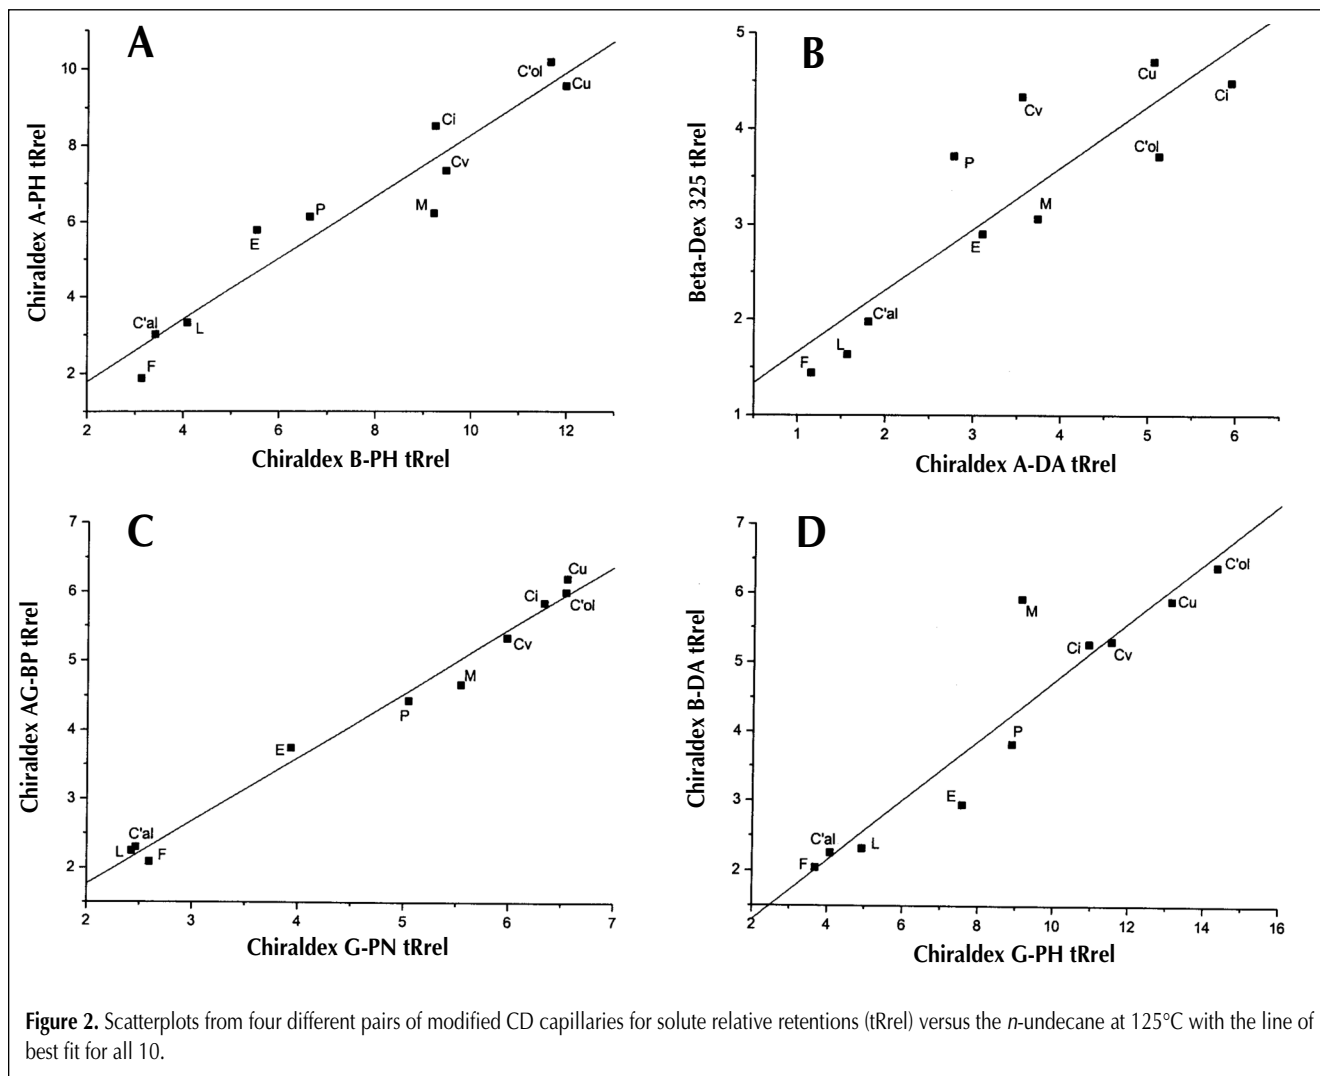 A
Chiraldex A-PH tRrel
10
8
6
4
2
C'ol
Cu
Ci
Cv
M
P
E
C'al
L
F
2 4 6 8 10 12
Chiraldex B-PH tRrel
B
Beta-Dex 325 tRrel
5
4
3
2
1
Cu
Ci
Cv
P
C'ol
M
E
C'al
L
F
1 2 3 4 5 6
Chiraldex A-DA tRrel
C
Chiraldex AG-BP tRrel
7
6
5
4
3
2
Cu
Ci
C'ol
Cv
M
P
E
C'al
L
F
2 3 4 5 6 7
Chiraldex G-PN tRrel
D
Chiraldex B-DA tRrel
7
6
5
4
3
2
C'ol
M
Cu
Ci
Cv
P
E
C'al
L
F
2 4 6 8 10 12 14 16
Chiraldex G-PH tRrel
Figure 2. Scatterplots from four different pairs of modified CD capillaries for solute relative retentions (tRrel) versus the n-undecane at 125°C with the line of
best fit for all 10.